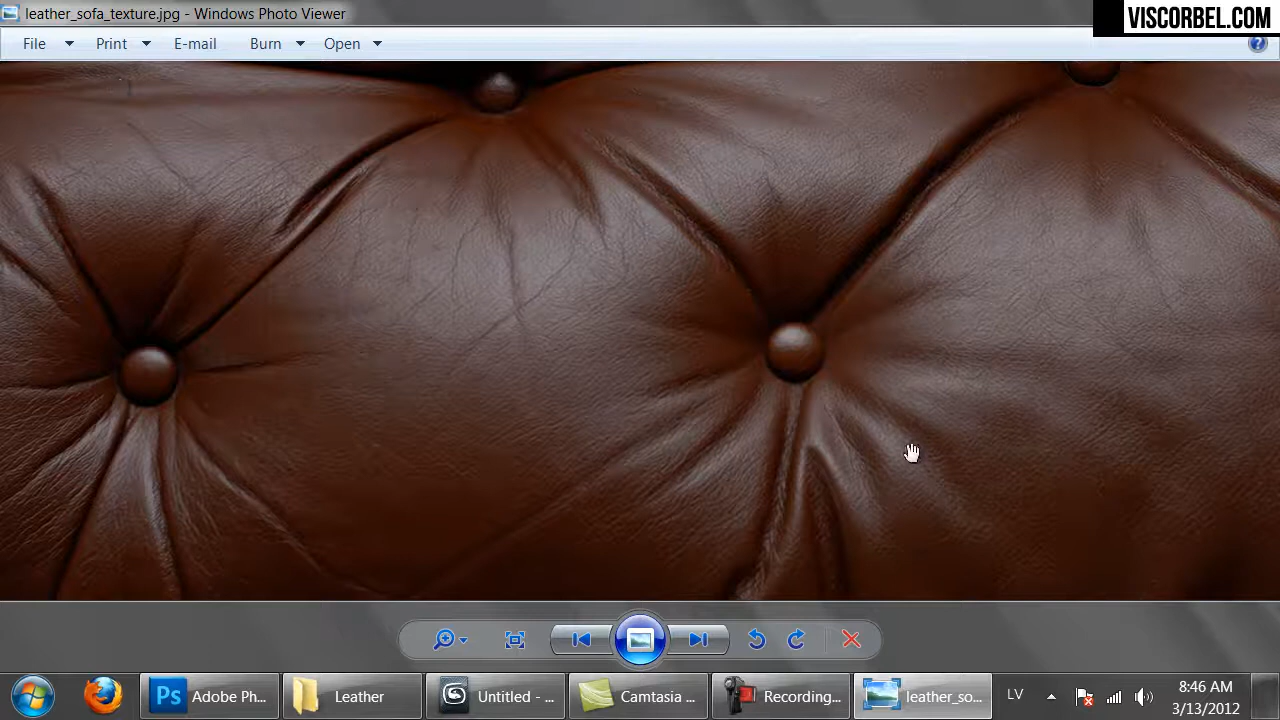 leather_sofa_texture.jpg - Windows Photo Viewer
VISCORBEL.COM
File Print E-mail Burn Open
Ps Adobe Ph... Leather Untitled - ... Camtasia ... Recording... leather_so... LV 8:46 AM
3/13/2012